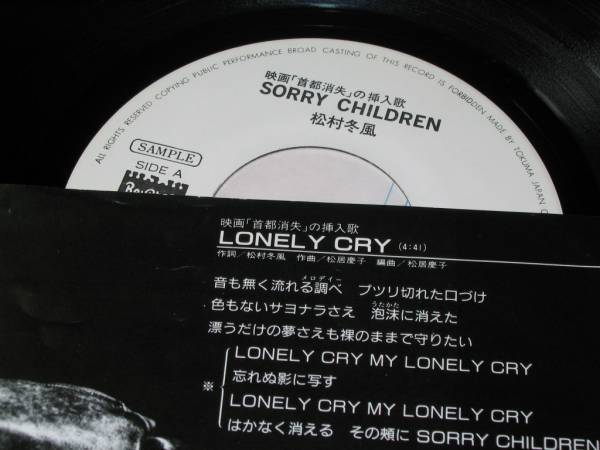 ALL RIGHTS RESERVED COPYING PUBLIC PERFORMANCE BROAD CASTING OF THIS RECORD IS FORBIDDEN MADE BY TOKUMA JAPAN
映画「首都消失」の挿入歌
SORRY CHILDREN
松村冬風
SAMPLE
SIDE A
映画「首都消失」の挿入歌
LONELY CRY (4:41)
作詞/松村冬風 作曲/松居慶子 編曲/松居慶子
メロディー
音も無く流れる調べ プツリ切れた口づけ
うたかた
色もないサヨナラさえ 泡沫に消えた
漂うだけの夢さえも裸のままで守りたい
LONELY CRY MY LONELY CRY
※ 忘れぬ影に写す
LONELY CRY MY LONELY CRY
はかなく消える その頬に SORRY CHILDREN